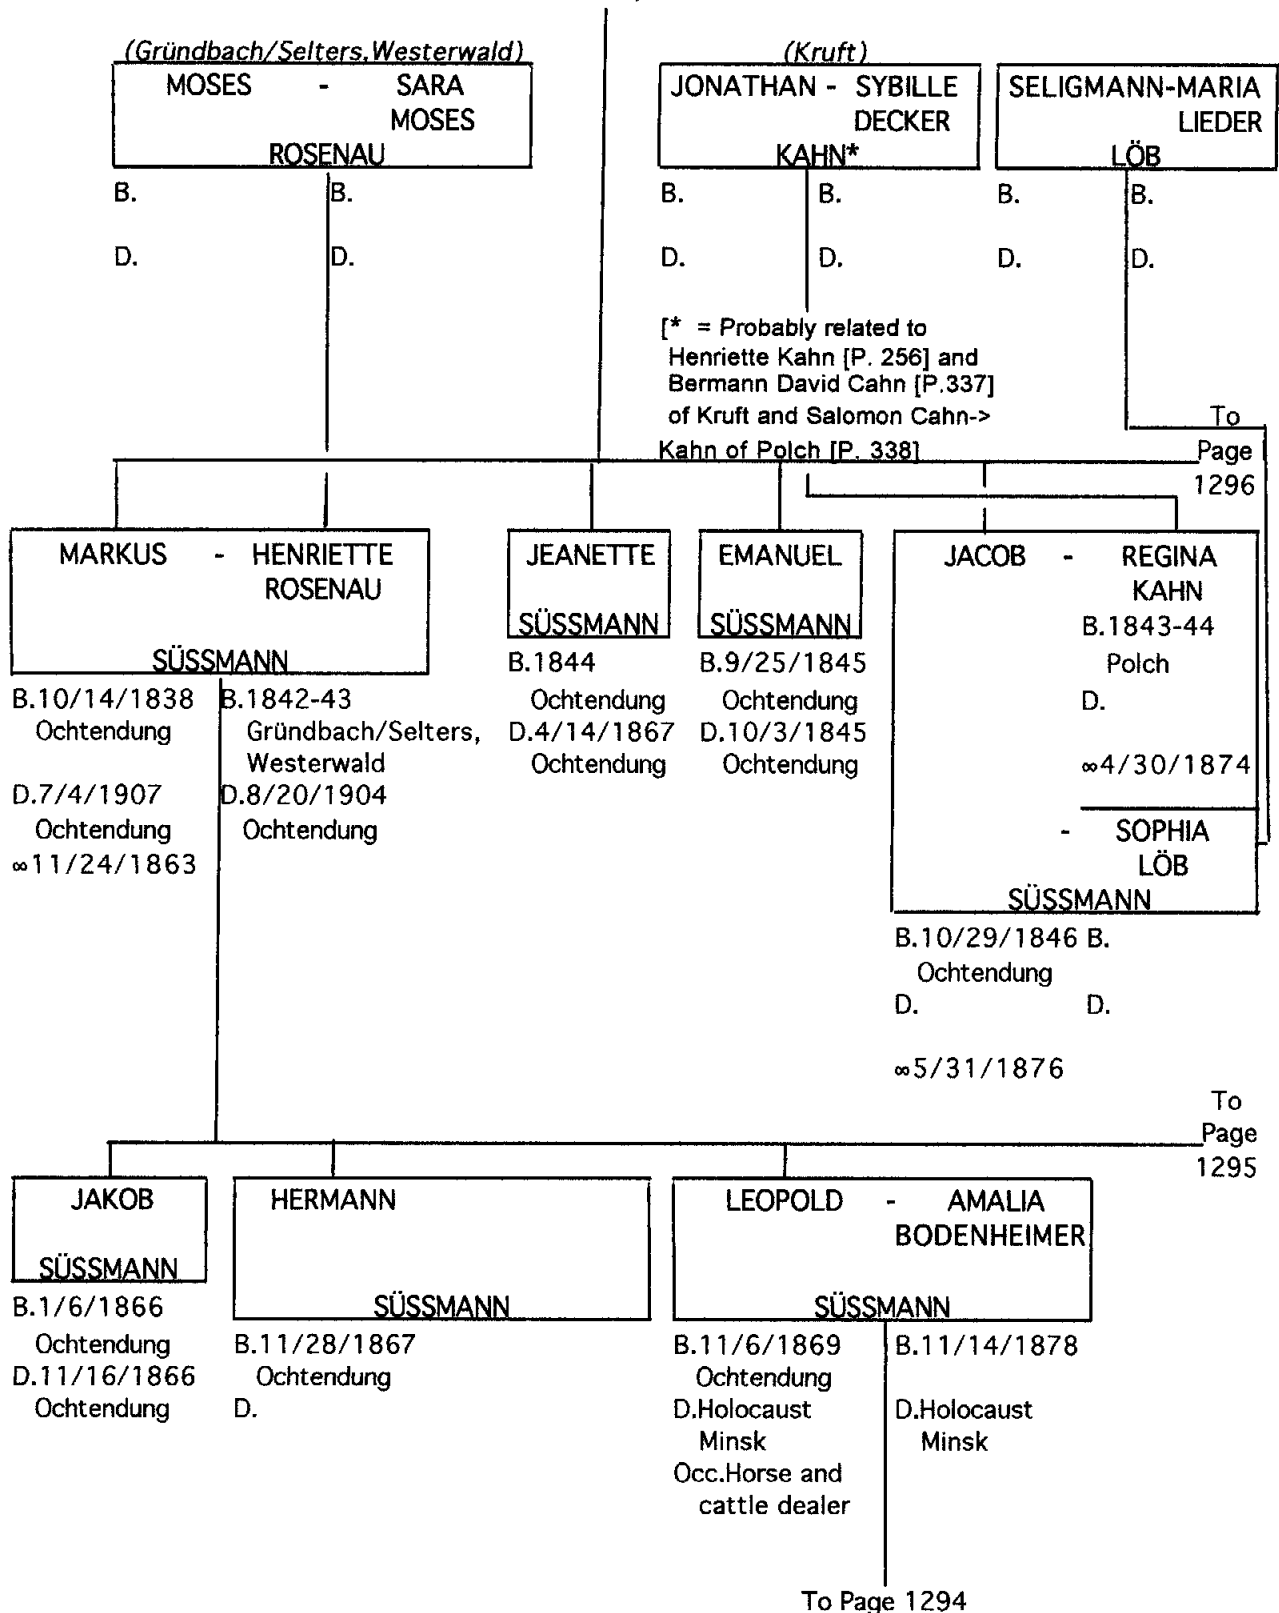 (Gründbach/Selters,Westerwald)
MOSES - SARA
MOSES
ROSENAU
B. B.
D. D.
(Kruft)
JONATHAN - SYBILLE
DECKER
KAHN*
B. B.
D. D.
SELIGMANN-MARIA
LIEDER
LÖB
B. B.
D. D.
[* = Probably related to
Henriette Kahn [P. 256] and
Bermann David Cahn [P.337]
of Kruft and Salomon Cahn->
Kahn of Polch [P. 338]
To
Page
1296
MARKUS - HENRIETTE
ROSENAU
SÜSSMANN
B.10/14/1838
Ochtendung
D.7/4/1907
Ochtendung
∞11/24/1863
B.1842-43
Gründbach/Selters,
Westerwald
D.8/20/1904
Ochtendung
JEANETTE
SÜSSMANN
B.1844
Ochtendung
D.4/14/1867
Ochtendung
EMANUEL
SÜSSMANN
B.9/25/1845
Ochtendung
D.10/3/1845
Ochtendung
JACOB - REGINA
KAHN
B.1843-44
Polch
D.
∞4/30/1874
- SOPHIA
LÖB
SÜSSMANN
B.10/29/1846 B.
Ochtendung
D. D.
∞5/31/1876
To
Page
1295
JAKOB
SÜSSMANN
B.1/6/1866
Ochtendung
D.11/16/1866
Ochtendung
HERMANN
SÜSSMANN
B.11/28/1867
Ochtendung
D.
LEOPOLD - AMALIA
BODENHEIMER
SÜSSMANN
B.11/6/1869
Ochtendung
D.Holocaust
Minsk
Occ.Horse and
cattle dealer
B.11/14/1878
D.Holocaust
Minsk
To Page 1294